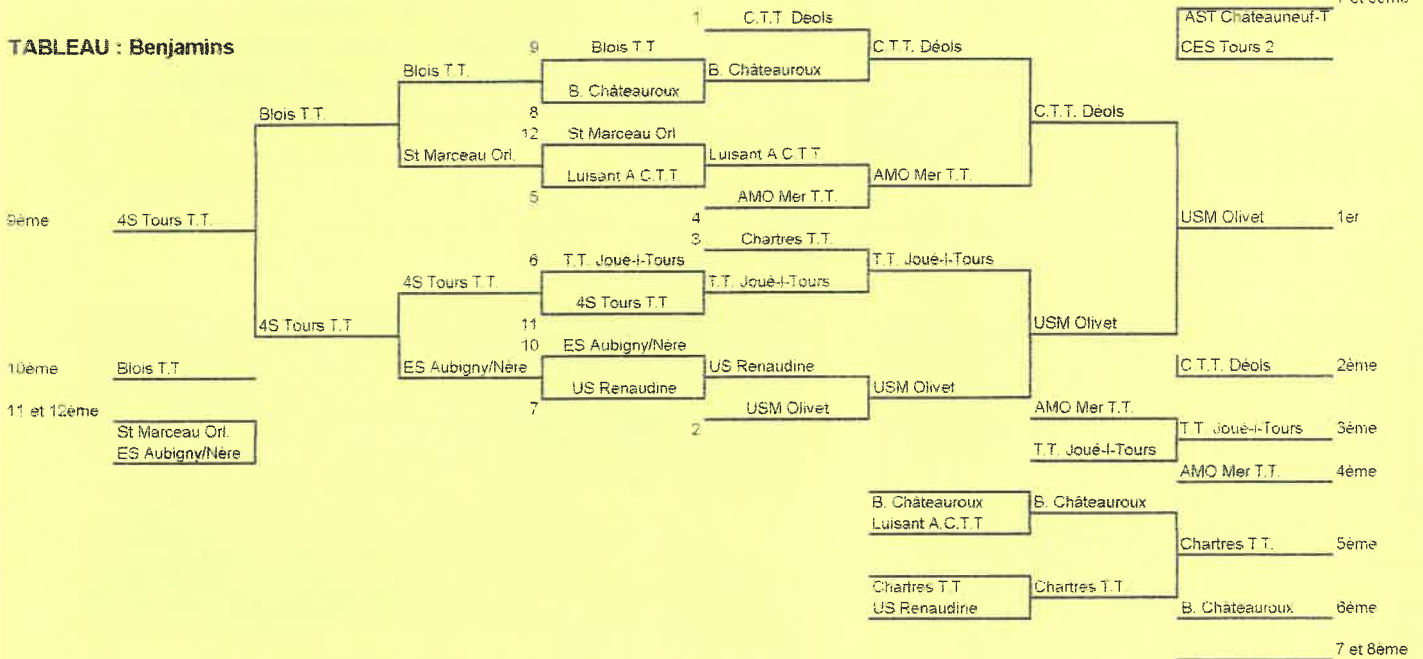 TABLEAU : Benjamins
AST Chateauneuf-T
CES Tours 2
1
C.T.T. Deols
9
Blois T.T
C.T.T. Déols
Blois T.T.
B. Châteauroux
B. Châteauroux
8
Blois T.T.
C.T.T. Déols
12
St Marceau Orl
St Marceau Orl.
Luisant A.C.T.T
Luisant A.C.T.T.
AMO Mer T.T.
5
AMO Mer T.T.
4
9ème
4S Tours T.T.
USM Olivet
1er
3
Chartres T.T.
6
T.T. Joué-l-Tours
T.T. Joué-l-Tours
4S Tours T.T.
4S Tours T.T
T.T. Joué-l-Tours
11
4S Tours T.T
USM Olivet
10
ES Aubigny/Nère
ES Aubigny/Nère
US Renaudine
US Renaudine
10ème
Blois T.T
C.T.T. Déols
2ème
USM Olivet
7
USM Olivet
2
11 et 12ème
St Marceau Orl.
ES Aubigny/Nère
AMO Mer T.T.
T.T. Joué-l-Tours
3ème
T.T. Joué-l-Tours
AMO Mer T.T.
4ème
B. Châteauroux
B. Châteauroux
Luisant A.C.T.T
Chartres T.T.
5ème
Chartres T.T
Chartres T.T
US Renaudine
B. Châteauroux
6ème
7 et 8ème